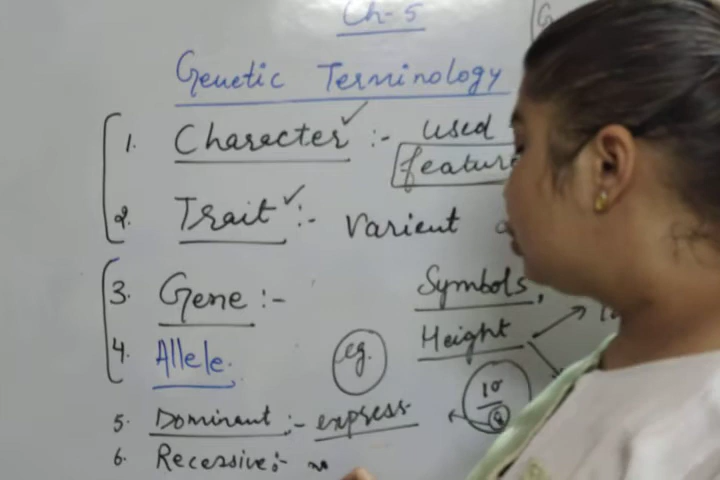 Ch-5
Genetic Terminology
1. Character :- used
feature
2. Trait :- varient
3. Gene :- Symbols,
4. Allele. eg. Height
5. Dominant :- express
6. Recessive :-